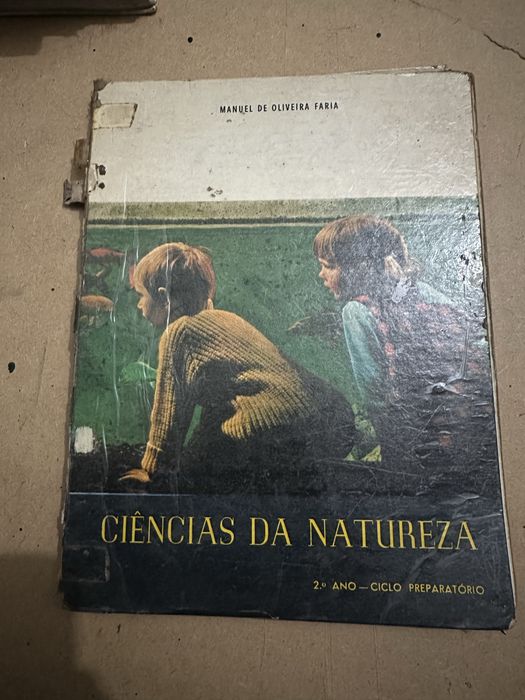 MANUEL DE OLIVEIRA FARIA
CIÊNCIAS DA NATUREZA
2.º ANO — CICLO PREPARATÓRIO